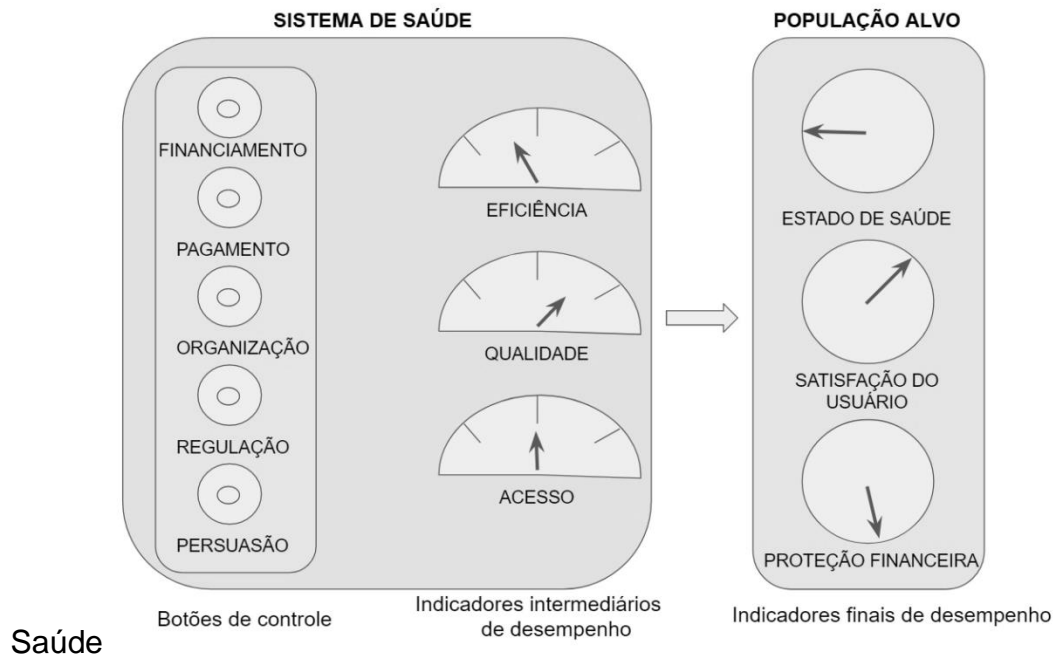 SISTEMA DE SAÚDE
POPULAÇÃO ALVO
FINANCIAMENTO
PAGAMENTO
ORGANIZAÇÃO
REGULAÇÃO
PERSUASÃO
EFICIÊNCIA
QUALIDADE
ACESSO
ESTADO DE SAÚDE
SATISFAÇÃO DO
USUÁRIO
PROTEÇÃO FINANCEIRA
Botões de controle
Indicadores intermediários
de desempenho
Indicadores finais de desempenho
Saúde